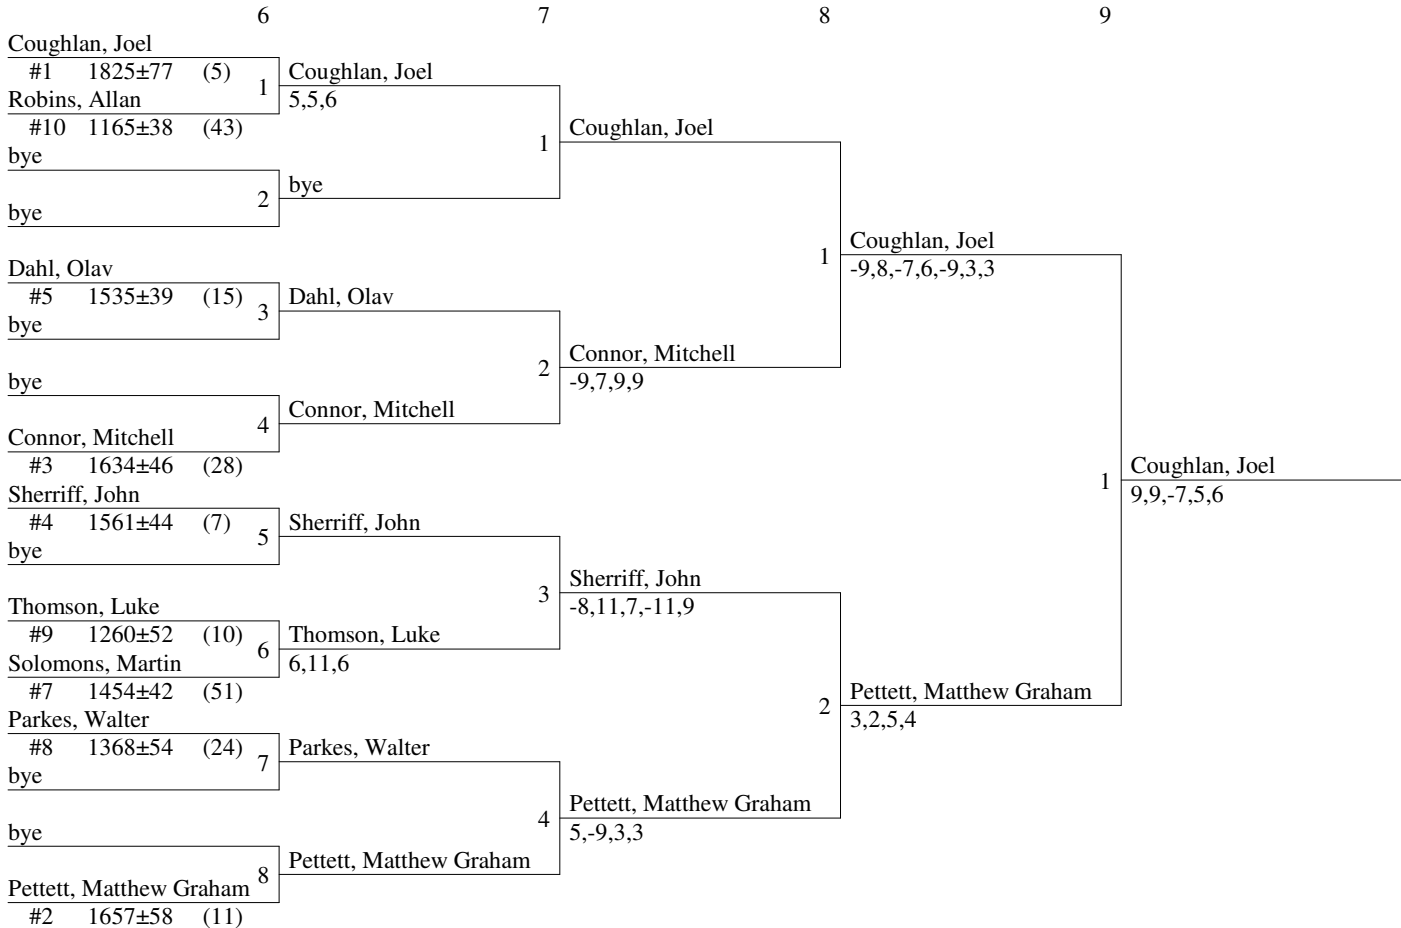 6 7 8 9
Coughlan, Joel
#1 1825±77 (5)
1
Robins, Allan
#10 1165±38 (43)
Coughlan, Joel
5,5,6
bye
2
bye
bye
1
Coughlan, Joel
Dahl, Olav
#5 1535±39 (15)
3
bye
Dahl, Olav
bye
4
Connor, Mitchell
#3 1634±46 (28)
Connor, Mitchell
2
Connor, Mitchell
-9,7,9,9
1
Coughlan, Joel
-9,8,-7,6,-9,3,3
Sherriff, John
#4 1561±44 (7)
5
bye
Sherriff, John
Thomson, Luke
#9 1260±52 (10)
6
Solomons, Martin
#7 1454±42 (51)
Thomson, Luke
6,11,6
3
Sherriff, John
-8,11,7,-11,9
Parkes, Walter
#8 1368±54 (24)
7
bye
Parkes, Walter
bye
8
Pettett, Matthew Graham
#2 1657±58 (11)
Pettett, Matthew Graham
4
Pettett, Matthew Graham
5,-9,3,3
2
Pettett, Matthew Graham
3,2,5,4
1
Coughlan, Joel
9,9,-7,5,6